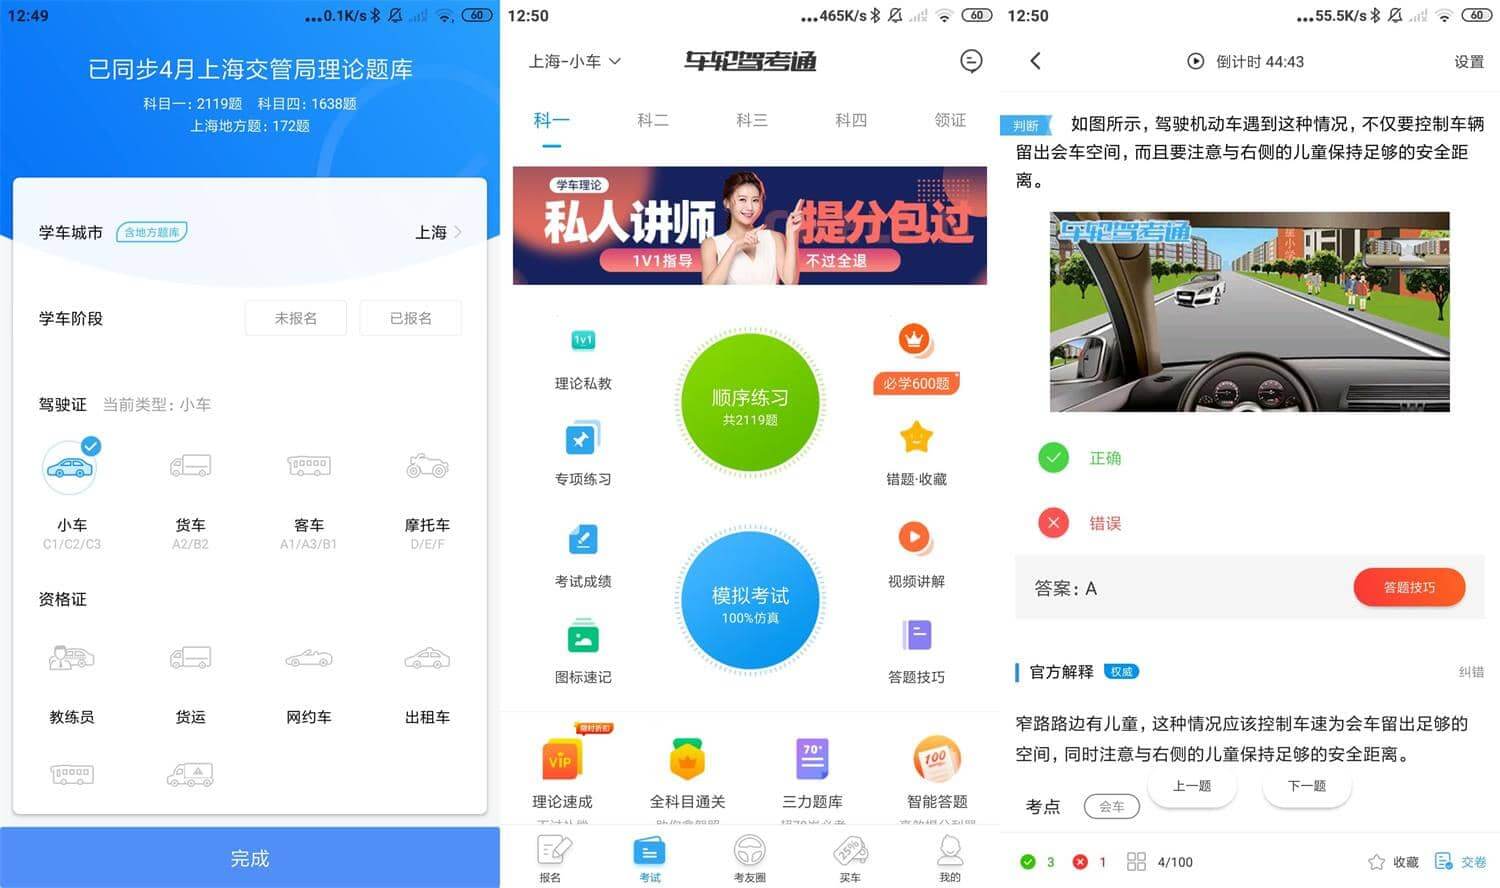 12:49
...0.1K/s
60
已同步4月上海交管局理论题库
科目一: 2119题 科目四: 1638题
上海地方题: 172题
学车城市
含地方题库
上海
学车阶段
未报名
已报名
驾驶证
当前类型: 小车
小车
货车
客车
摩托车
C1/C2/C3
A2/B2
A1/A3/B1
D/E/F
资格证
教练员
货运
网约车
出租车
完成
12:50
...465K/s
60
上海-小车
车轮驾考通
科一
科二
科三
科四
领证
学车理论
私人讲师
提分包过
1V1指导
不过全退
1v1
理论私教
顺序练习
共2119题
必学600题
专项练习
错题·收藏
考试成绩
模拟考试
100%仿真
视频讲解
图标速记
答题技巧
限时折扣
VIP
70+
100
理论速成
全科目通关
三力题库
智能答题
25%
报名
考试
考友圈
买车
我的
12:50
...55.5K/s
60
倒计时 44:43
设置
判断
如图所示, 驾驶机动车遇到这种情况, 不仅要控制车辆
留出会车空间, 而且要注意与右侧的儿童保持足够的安全距
离。
车轮驾考通
正确
错误
答案: A
答题技巧
官方解释
权威
纠错
窄路路边有儿童, 这种情况应该控制车速为会车留出足够的
空间, 同时注意与右侧的儿童保持足够的安全距离。
上一题
下一题
考点
会车
3
1
4/100
收藏
交卷